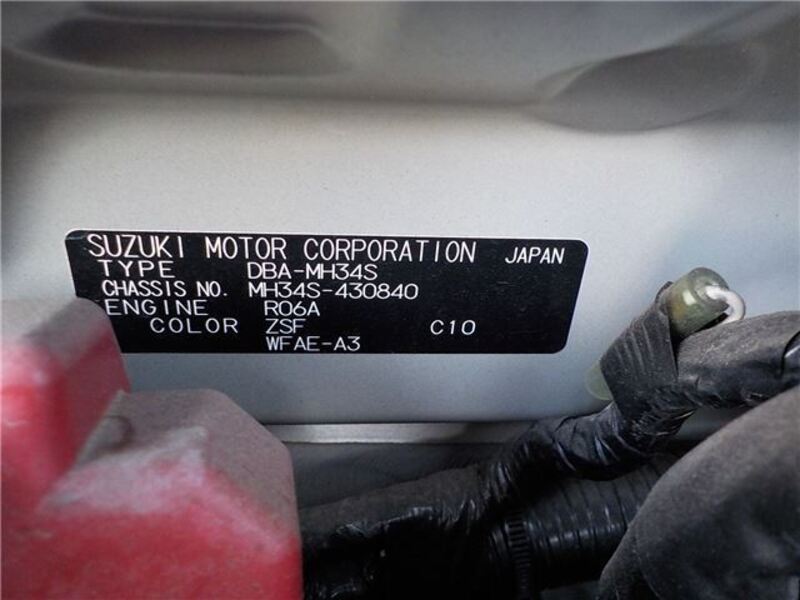 SUZUKI MOTOR CORPORATION JAPAN
TYPE DBA-MH34S
CHASSIS NO. MH34S-430840
ENGINE R06A
COLOR ZSF C10
WFAE-A3